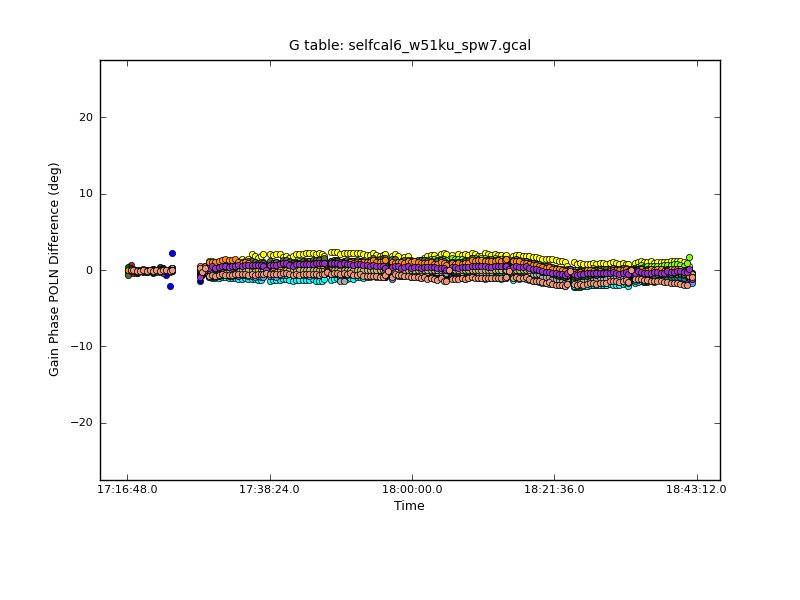 G table: selfcal6_w51ku_spw7.gcal
Gain Phase POLN Difference (deg)
20
10
0
−10
−20
17:16:48.0 17:38:24.0 18:00:00.0 18:21:36.0 18:43:12.0
Time